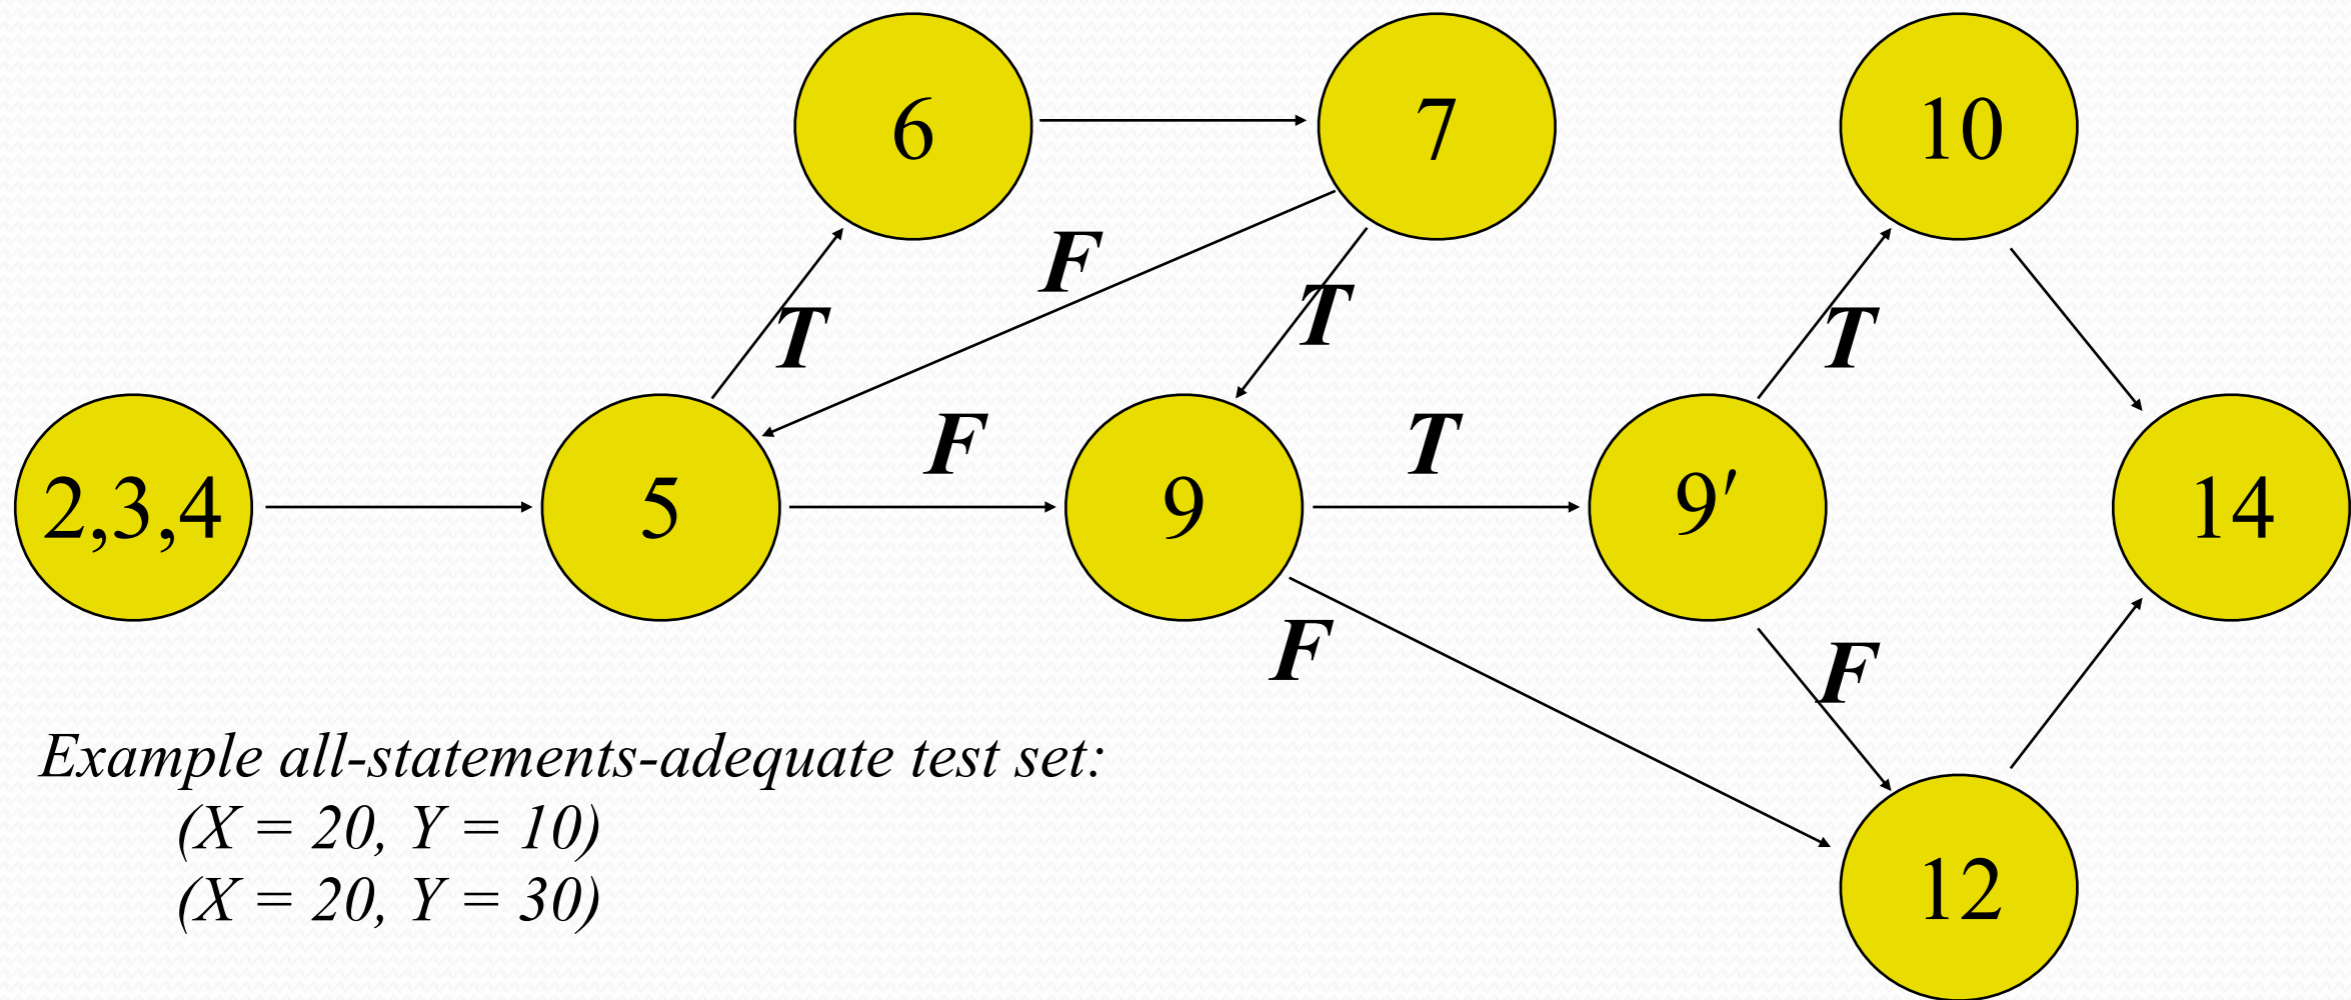 6
7
10
F
T
T
T
F
T
2,3,4
5
9
9′
14
F
F
12
Example all-statements-adequate test set:
(X = 20, Y = 10)
(X = 20, Y = 30)